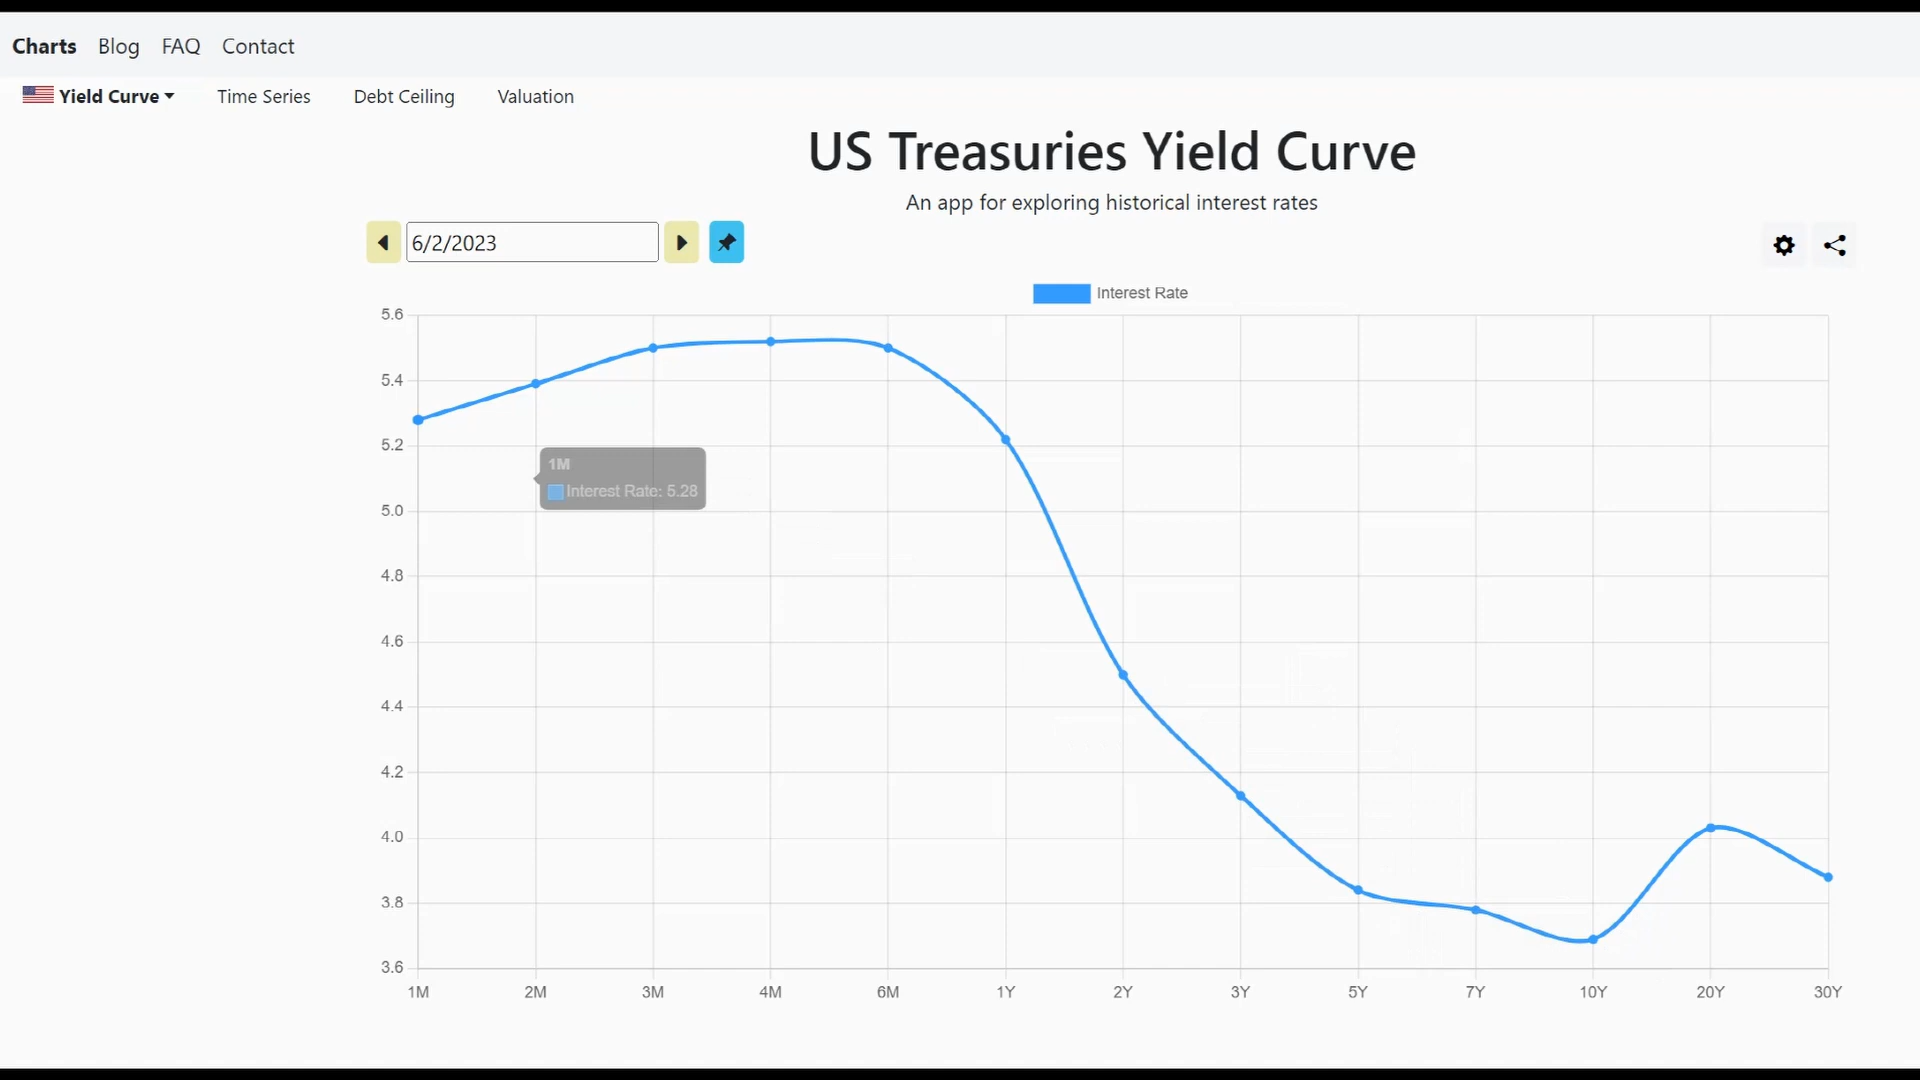 Charts Blog FAQ Contact
Yield Curve Time Series Debt Ceiling Valuation
US Treasuries Yield Curve
An app for exploring historical interest rates
6/2/2023
Interest Rate
5.6
5.4
5.2
1M
Interest Rate: 5.28
5.0
4.8
4.6
4.4
4.2
4.0
3.8
3.6
1M 2M 3M 4M 6M 1Y 2Y 3Y 5Y 7Y 10Y 20Y 30Y